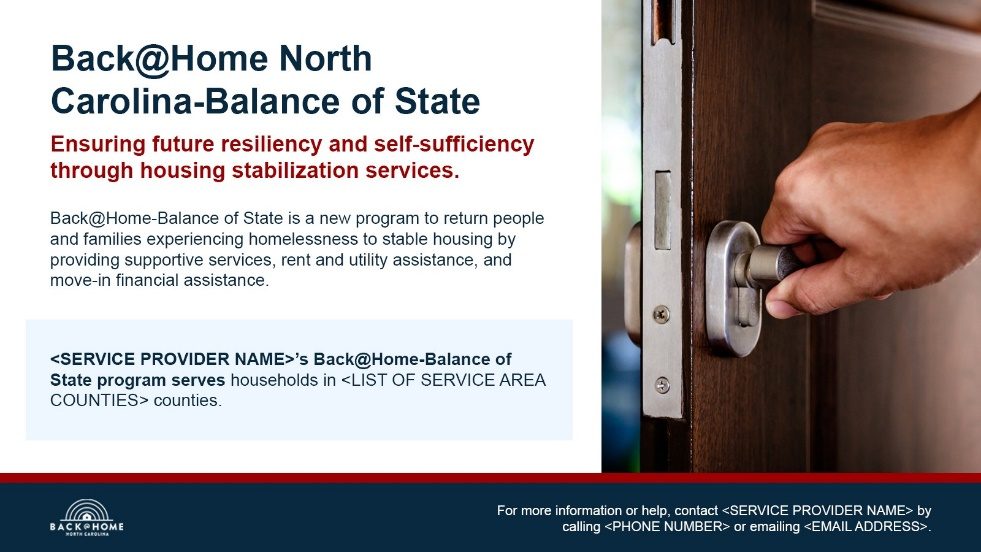 Back@Home North
Carolina-Balance of State
Ensuring future resiliency and self-sufficiency
through housing stabilization services.
Back@Home-Balance of State is a new program to return people
and families experiencing homelessness to stable housing by
providing supportive services, rent and utility assistance, and
move-in financial assistance.
<SERVICE PROVIDER NAME>’s Back@Home-Balance of
State program serves households in <LIST OF SERVICE AREA
COUNTIES> counties.
BACK@HOME
NORTH CAROLINA
For more information or help, contact <SERVICE PROVIDER NAME> by
calling <PHONE NUMBER> or emailing <EMAIL ADDRESS>.